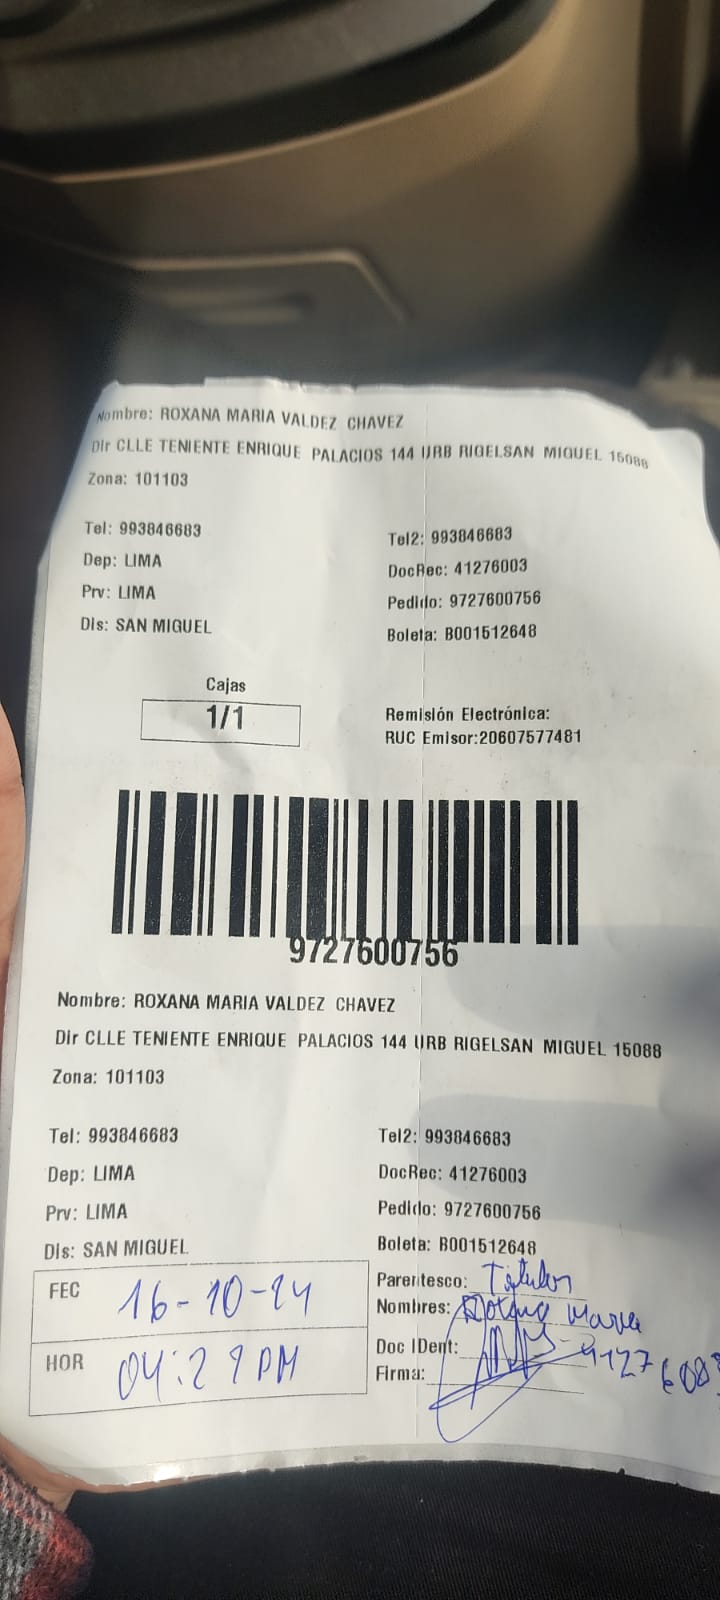 Nombre: ROXANA MARIA VALDEZ CHAVEZ
Dir CLLE TENIENTE ENRIQUE PALACIOS 144 URB RIGELSAN MIGUEL 15088
Zona: 101103
Tel: 993846683
Tel2: 993846683
Dep: LIMA
DocRec: 41276003
Prv: LIMA
Pedido: 9727600756
Dis: SAN MIGUEL
Boleta: B001512648
Cajas
1/1
Remisión Electrónica:
RUC Emisor:20607577481
9727600756
Nombre: ROXANA MARIA VALDEZ CHAVEZ
Dir CLLE TENIENTE ENRIQUE PALACIOS 144 URB RIGELSAN MIGUEL 15088
Zona: 101103
Tel: 993846683
Tel2: 993846683
Dep: LIMA
DocRec: 41276003
Prv: LIMA
Pedido: 9727600756
Dis: SAN MIGUEL
Boleta: B001512648
FEC 16-10-24
Parentesco: Titular
Nombres: Roxana Maria
HOR 04:29 PM
Doc IDent:
Firma: